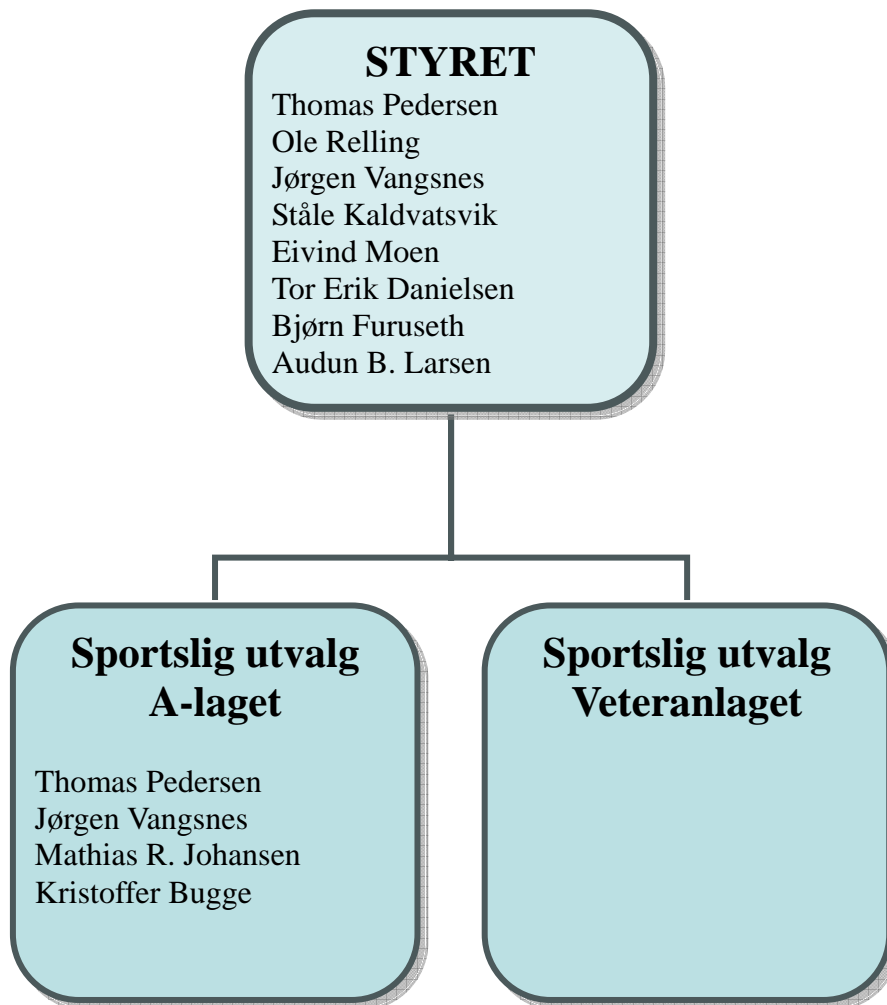 STYRET
Thomas Pedersen
Ole Relling
Jørgen Vangsnes
Ståle Kaldvatsvik
Eivind Moen
Tor Erik Danielsen
Bjørn Furuseth
Audun B. Larsen
Sportslig utvalg
A-laget
Thomas Pedersen
Jørgen Vangsnes
Mathias R. Johansen
Kristoffer Bugge
Sportslig utvalg
Veteranlaget